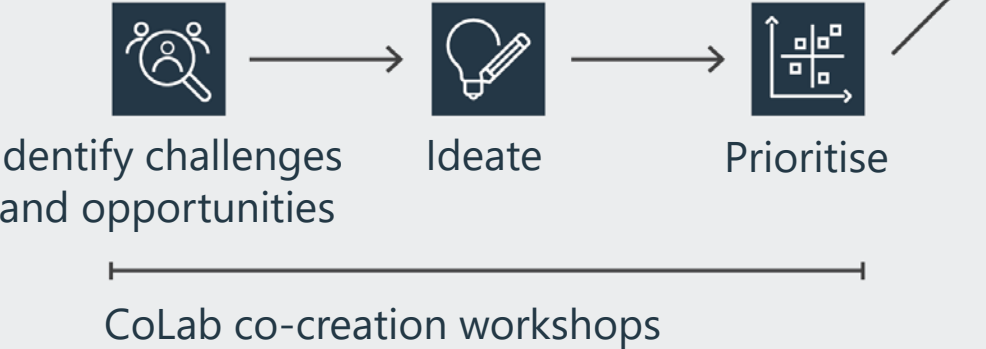 dentify challenges
and opportunities
Ideate
Prioritise
CoLab co-creation workshops